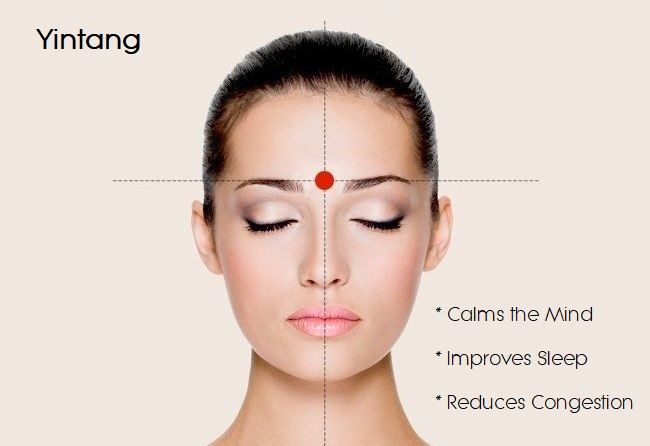 Yintang
* Calms the Mind
* Improves Sleep
* Reduces Congestion